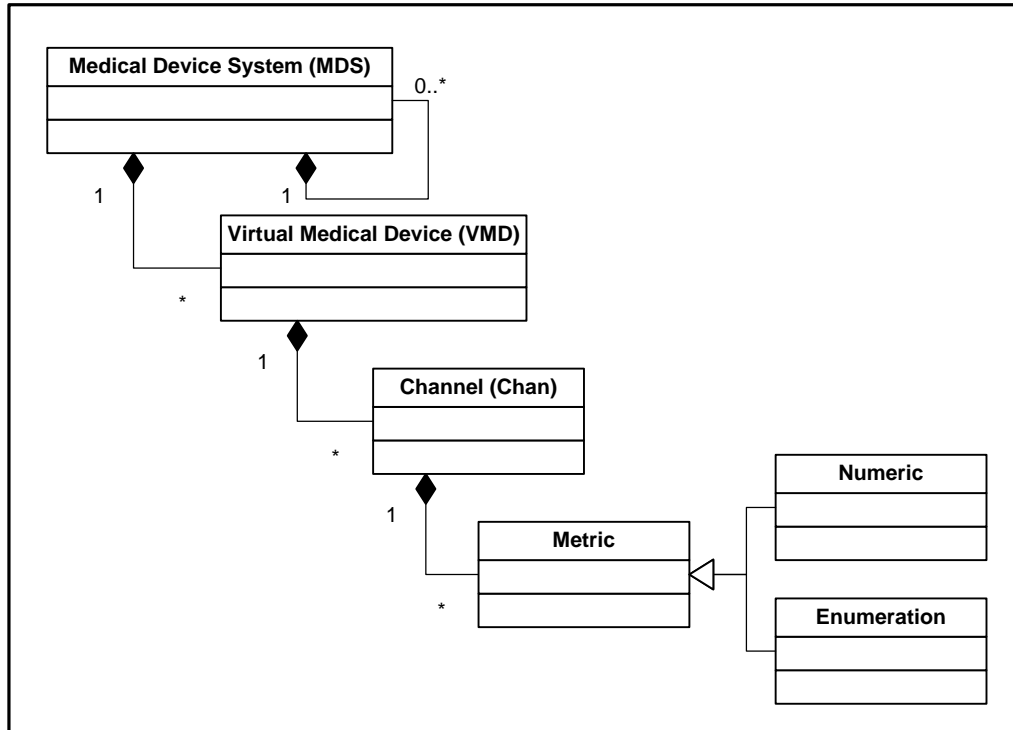 Medical Device System (MDS)
0..*
1
1
Virtual Medical Device (VMD)
*
1
Channel (Chan)
*
1
Numeric
Metric
*
Enumeration